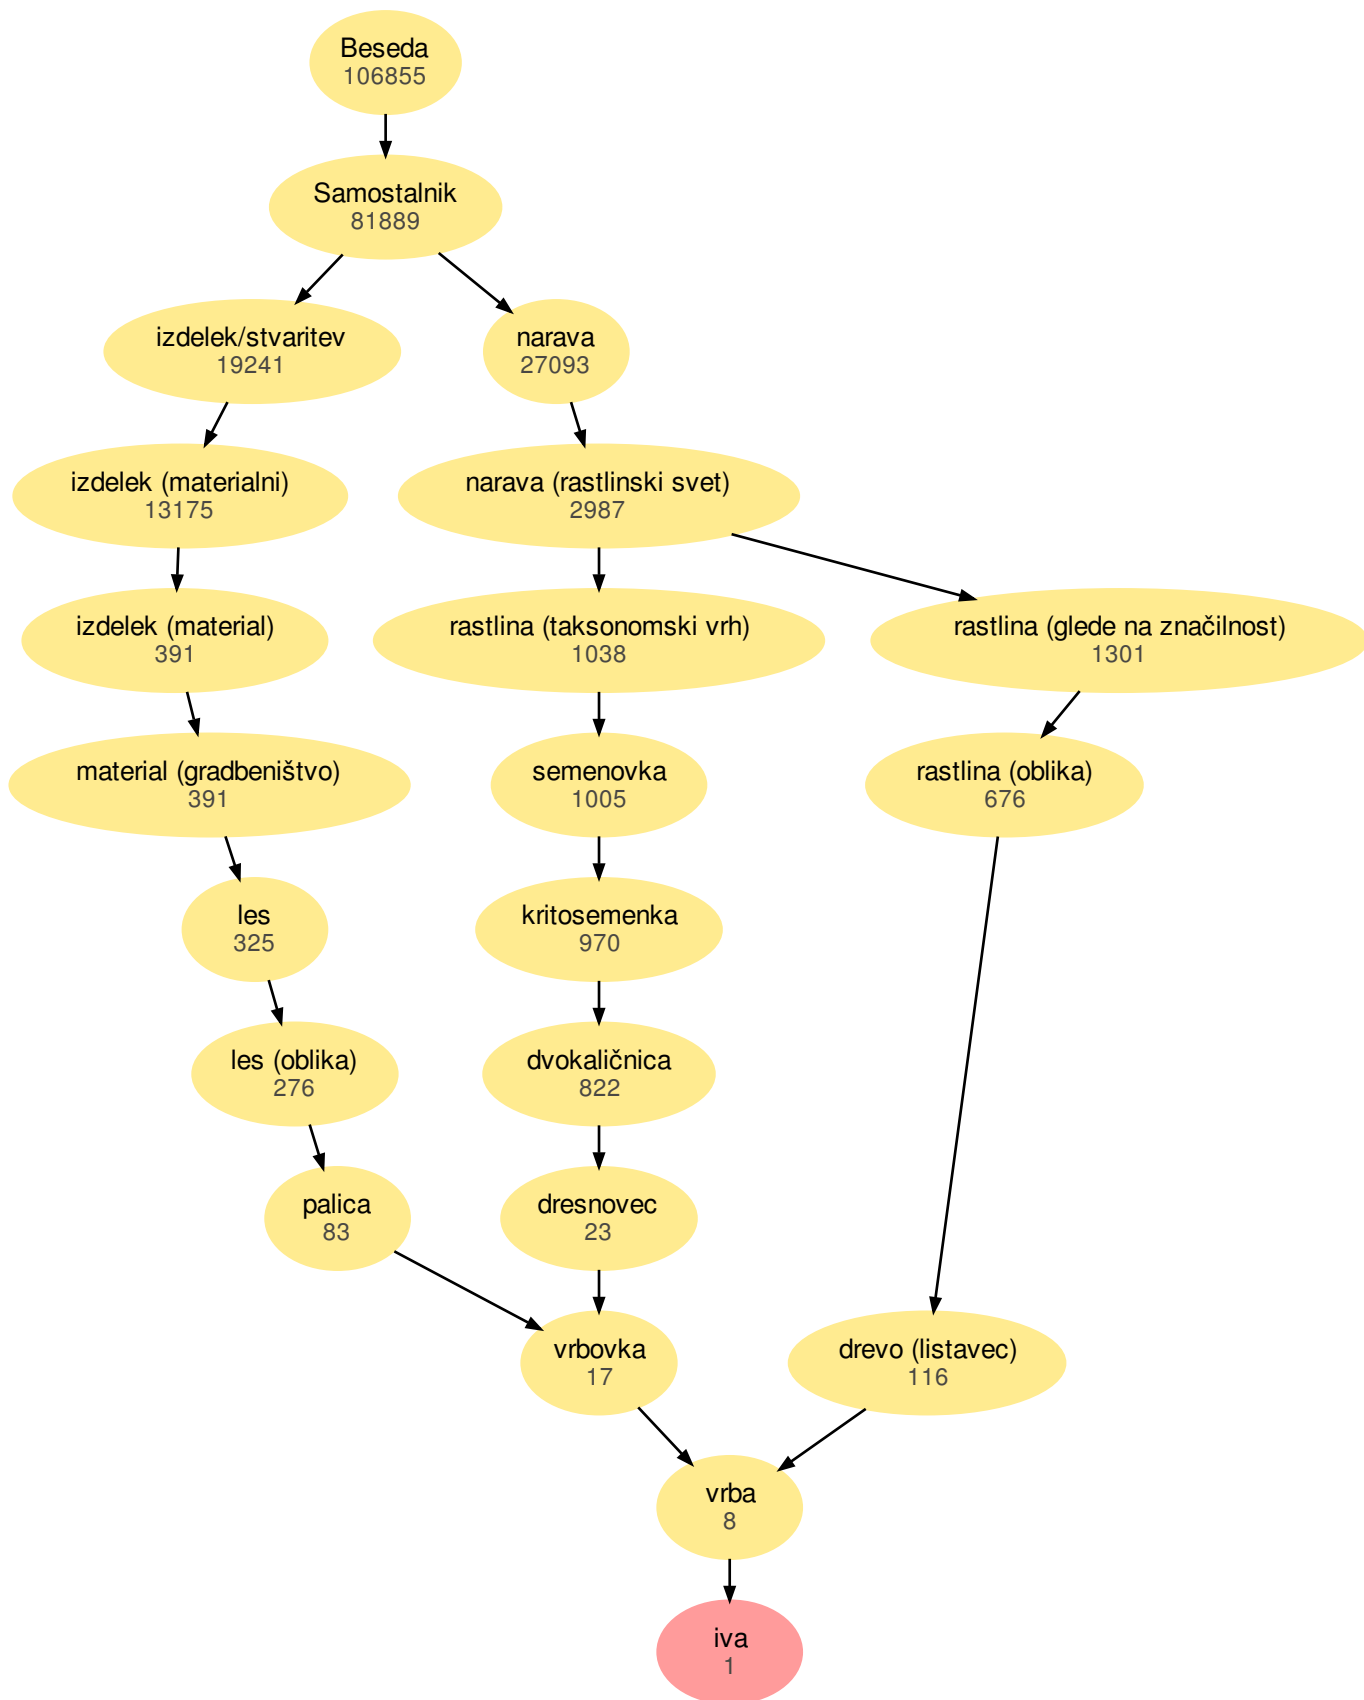 Beseda
106855
Samostalnik
81889
izdelek/stvaritev
19241
narava
27093
izdelek (materialni)
13175
narava (rastlinski svet)
2987
izdelek (material)
391
rastlina (taksonomski vrh)
1038
rastlina (glede na značilnost)
1301
material (gradbeništvo)
391
semenovka
1005
rastlina (oblika)
676
les
325
kritosemenka
970
les (oblika)
276
dvokaličnica
822
palica
83
dresnovec
23
vrbovka
17
drevo (listavec)
116
vrba
8
iva
1